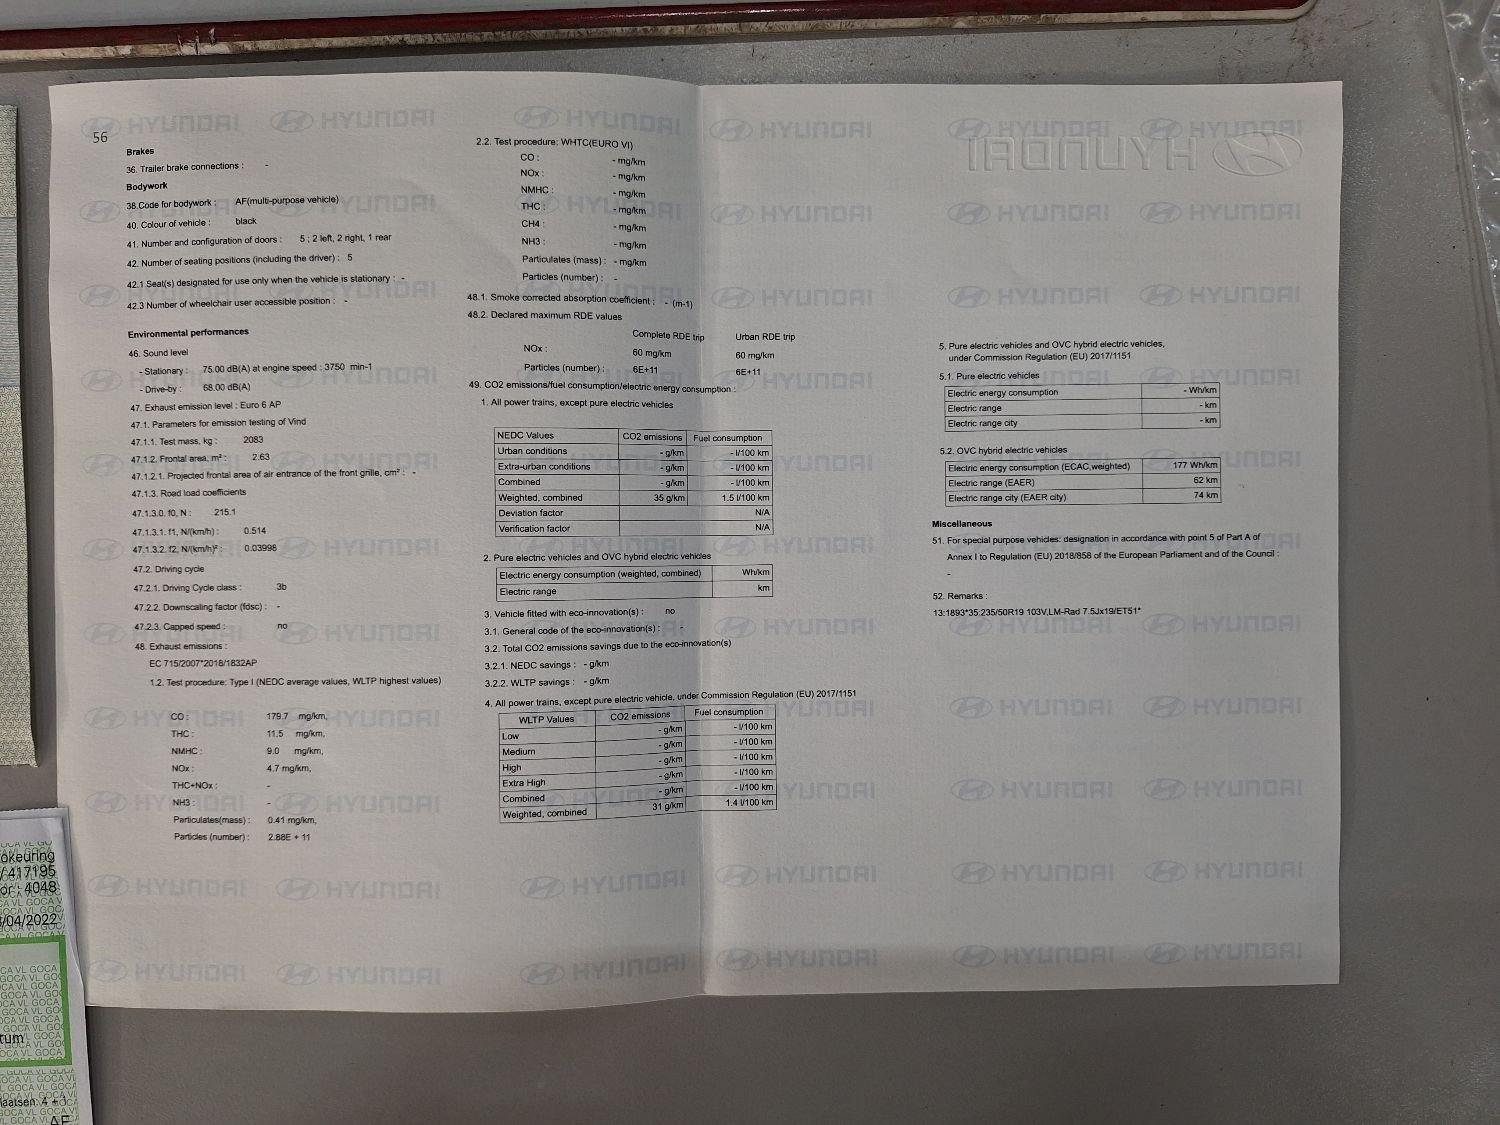 56
HYUNDAI
Brakes
36. Trailer brake connections : -
Bodywork
38.Code for bodywork : AF(multi-purpose vehicle)
40. Colour of vehicle : black
41. Number and configuration of doors : 5 ; 2 left, 2 right, 1 rear
42. Number of seating positions (including the driver) : 5
42.1 Seat(s) designated for use only when the vehicle is stationary : -
42.3 Number of wheelchair user accessible position : -
Environmental performances
46. Sound level
- Stationary : 75.00 dB(A) at engine speed : 3750 min-1
- Drive-by : 68.00 dB(A)
47. Exhaust emission level : Euro 6 AP
47.1. Parameters for emission testing of Vind
47.1.1. Test mass, kg : 2083
47.1.2. Frontal area, m² : 2.63
47.1.2.1. Projected frontal area of air entrance of the front grille, cm² : -
47.1.3. Road load coefficients
47.1.3.0. f0, N : 215.1
47.1.3.1. f1, N/(km/h) : 0.514
47.1.3.2. f2, N/(km/h)² : 0.03998
47.2. Driving cycle
47.2.1. Driving Cycle class : 3b
47.2.2. Downscaling factor (fdsc) : -
47.2.3. Capped speed : no
48. Exhaust emissions :
EC 715/2007*2018/1832AP
1.2. Test procedure: Type I (NEDC average values, WLTP highest values)
CO : 179.7 mg/km,
THC : 11.5 mg/km,
NMHC : 9.0 mg/km,
NOx : 4.7 mg/km,
THC+NOx : -
NH3 : -
Particulates(mass) : 0.41 mg/km,
Particles (number) : 2.88E + 11
2.2. Test procedure: WHTC(EURO VI)
CO : - mg/km
NOx : - mg/km
NMHC : - mg/km
THC : - mg/km
CH4 : - mg/km
NH3 : - mg/km
Particulates (mass) : - mg/km
Particles (number) : -
48.1. Smoke corrected absorption coefficient : - (m-1)
48.2. Declared maximum RDE values
Complete RDE trip Urban RDE trip
NOx : 60 mg/km 60 mg/km
Particles (number) : 6E+11 6E+11
49. CO2 emissions/fuel consumption/electric energy consumption :
1. All power trains, except pure electric vehicles
NEDC Values CO2 emissions Fuel consumption
Urban conditions - g/km - l/100 km
Extra-urban conditions - g/km - l/100 km
Combined - g/km - l/100 km
Weighted, combined 35 g/km 1.5 l/100 km
Deviation factor N/A
Verification factor N/A
2. Pure electric vehicles and OVC hybrid electric vehicles
Electric energy consumption (weighted, combined) Wh/km
Electric range km
3. Vehicle fitted with eco-innovation(s) : no
3.1. General code of the eco-innovation(s) : -
3.2. Total CO2 emissions savings due to the eco-innovation(s)
3.2.1. NEDC savings : - g/km
3.2.2. WLTP savings : - g/km
4. All power trains, except pure electric vehicle, under Commission Regulation (EU) 2017/1151
WLTP Values CO2 emissions Fuel consumption
Low - g/km - l/100 km
Medium - g/km - l/100 km
High - g/km - l/100 km
Extra High - g/km - l/100 km
Combined - g/km - l/100 km
Weighted, combined 31 g/km 1.4 l/100 km
5. Pure electric vehicles and OVC hybrid electric vehicles,
under Commission Regulation (EU) 2017/1151
5.1. Pure electric vehicles
Electric energy consumption - Wh/km
Electric range - km
Electric range city - km
5.2. OVC hybrid electric vehicles
Electric energy consumption (ECAC,weighted) 177 Wh/km
Electric range (EAER) 62 km
Electric range city (EAER city) 74 km
Miscellaneous
51. For special purpose vehicles: designation in accordance with point 5 of Part A of
Annex I to Regulation (EU) 2018/858 of the European Parliament and of the Council :
-
52. Remarks :
13:1893*35:235/50R19 103V,LM-Rad 7.5Jx19/ET51*
okeuring
/417195
or : 4048
/04/2022
GOCA VL
tum
laatsen: 4 +
AF